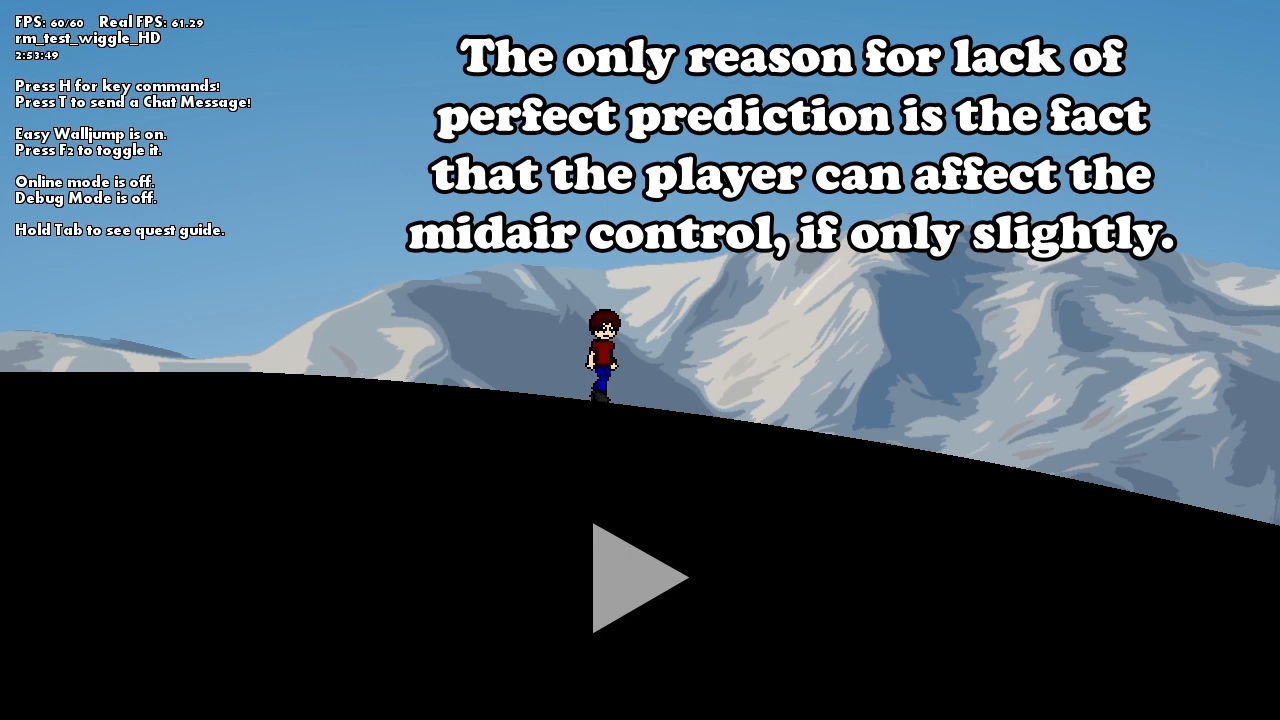 FPS: 60/60 Real FPS: 61.29
rm_test_wiggle_HD
2:53:49
Press H for key commands!
Press T to send a Chat Message!
Easy Walljump is on.
Press F2 to toggle it.
Online mode is off.
Debug Mode is off.
Hold Tab to see quest guide.
The only reason for lack of
perfect prediction is the fact
that the player can affect the
midair control, if only slightly.